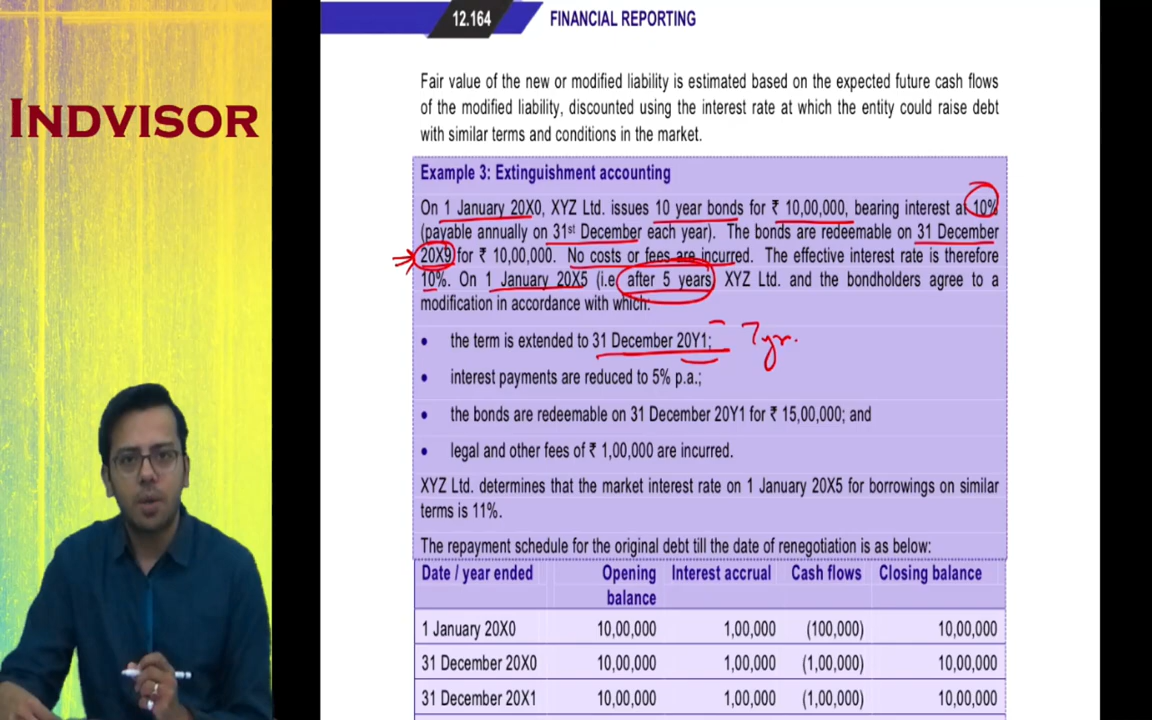 INDVISOR
12.164 FINANCIAL REPORTING
Fair value of the new or modified liability is estimated based on the expected future cash flows
of the modified liability, discounted using the interest rate at which the entity could raise debt
with similar terms and conditions in the market.
Example 3: Extinguishment accounting
On 1 January 20X0, XYZ Ltd. issues 10 year bonds for ₹ 10,00,000, bearing interest at 10%
(payable annually on 31st December each year). The bonds are redeemable on 31 December
20X9 for ₹ 10,00,000. No costs or fees are incurred. The effective interest rate is therefore
10%. On 1 January 20X5 (i.e after 5 years) XYZ Ltd. and the bondholders agree to a
modification in accordance with which:
• the term is extended to 31 December 20Y1; 7yr.
• interest payments are reduced to 5% p.a.;
• the bonds are redeemable on 31 December 20Y1 for ₹ 15,00,000; and
• legal and other fees of ₹ 1,00,000 are incurred.
XYZ Ltd. determines that the market interest rate on 1 January 20X5 for borrowings on similar
terms is 11%.
The repayment schedule for the original debt till the date of renegotiation is as below:
Date / year ended Opening Interest accrual Cash flows Closing balance
balance
1 January 20X0 10,00,000 1,00,000 (100,000) 10,00,000
31 December 20X0 10,00,000 1,00,000 (1,00,000) 10,00,000
31 December 20X1 10,00,000 1,00,000 (1,00,000) 10,00,000